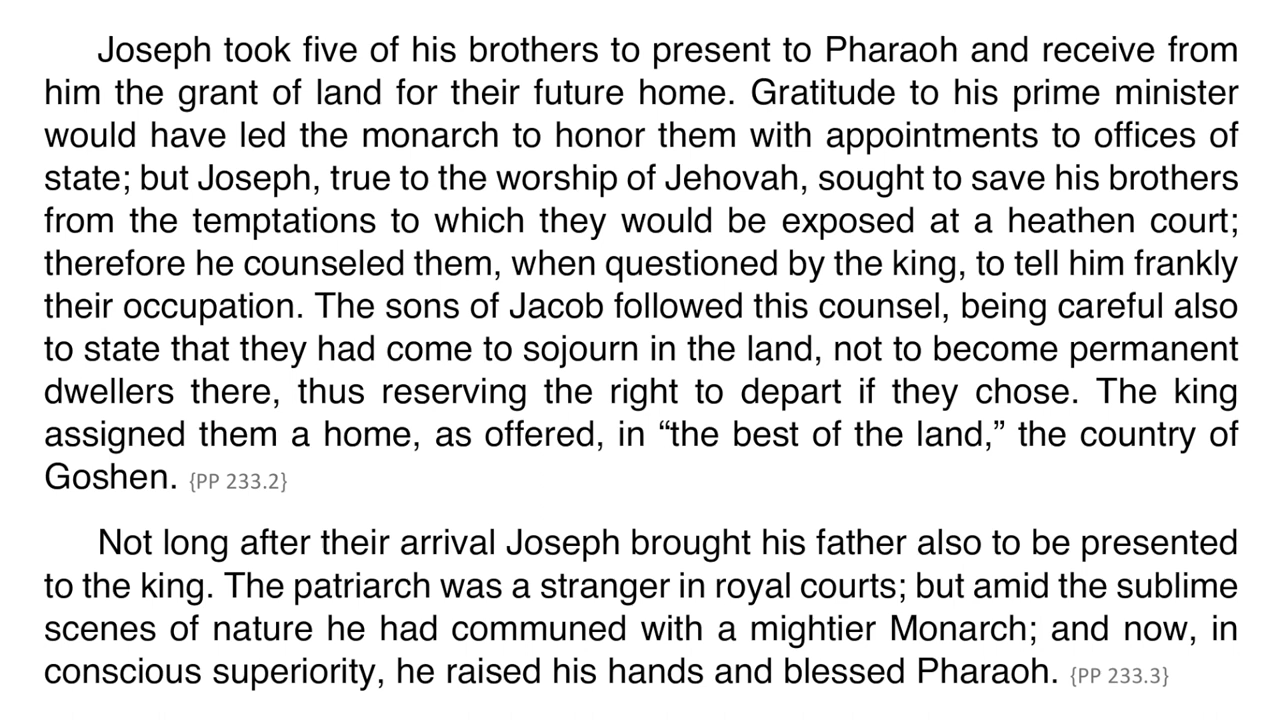 Joseph took five of his brothers to present to Pharaoh and receive from
him the grant of land for their future home. Gratitude to his prime minister
would have led the monarch to honor them with appointments to offices of
state; but Joseph, true to the worship of Jehovah, sought to save his brothers
from the temptations to which they would be exposed at a heathen court;
therefore he counseled them, when questioned by the king, to tell him frankly
their occupation. The sons of Jacob followed this counsel, being careful also
to state that they had come to sojourn in the land, not to become permanent
dwellers there, thus reserving the right to depart if they chose. The king
assigned them a home, as offered, in “the best of the land,” the country of
Goshen. {PP 233.2}
Not long after their arrival Joseph brought his father also to be presented
to the king. The patriarch was a stranger in royal courts; but amid the sublime
scenes of nature he had communed with a mightier Monarch; and now, in
conscious superiority, he raised his hands and blessed Pharaoh. {PP 233.3}